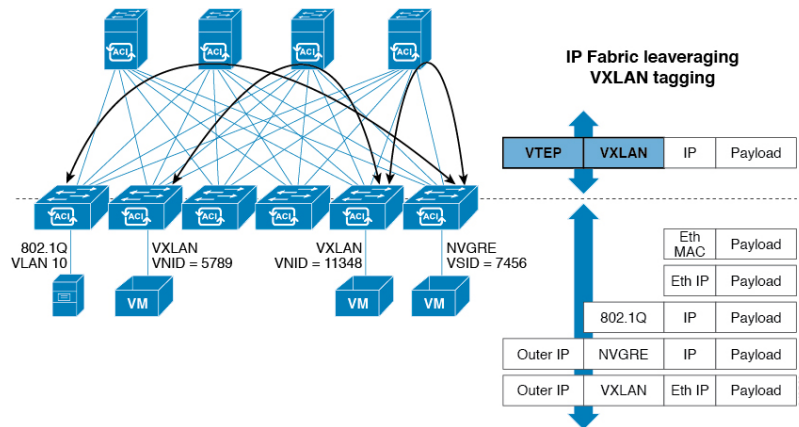 ACI ACI ACI ACI
IP Fabric leaveraging
VXLAN tagging
VTEP VXLAN IP Payload
ACI ACI ACI ACI ACI ACI
802.1Q
VLAN 10
VXLAN
VNID = 5789
VXLAN
VNID = 11348
NVGRE
VSID = 7456
VM VM VM
Eth
MAC
Payload
Eth IP Payload
802.1Q IP Payload
Outer IP NVGRE IP Payload
Outer IP VXLAN Eth IP Payload